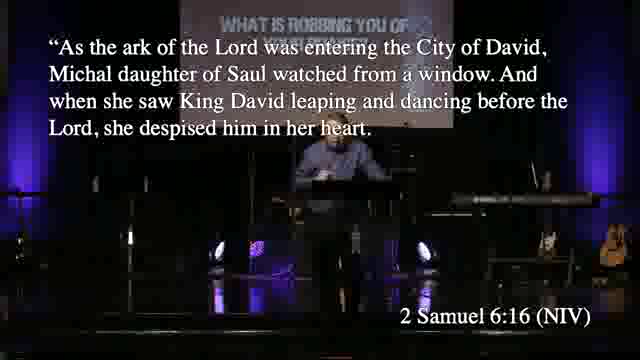 WHAT IS ROBBING YOU OF
“As the ark of the Lord was entering the City of David,
Michal daughter of Saul watched from a window. And
when she saw King David leaping and dancing before the
Lord, she despised him in her heart.
2 Samuel 6:16 (NIV)